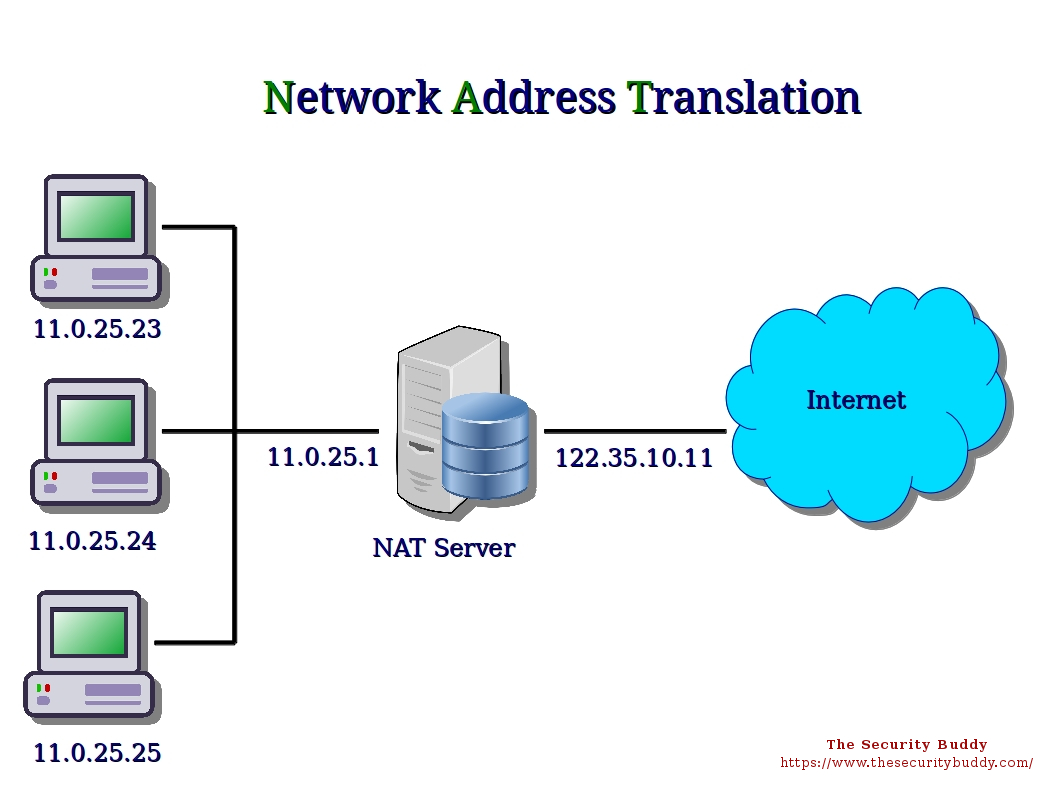 Network Address Translation
11.0.25.23
11.0.25.24
11.0.25.25
11.0.25.1
NAT Server
122.35.10.11
Internet
The Security Buddy
https://www.thesecuritybuddy.com/